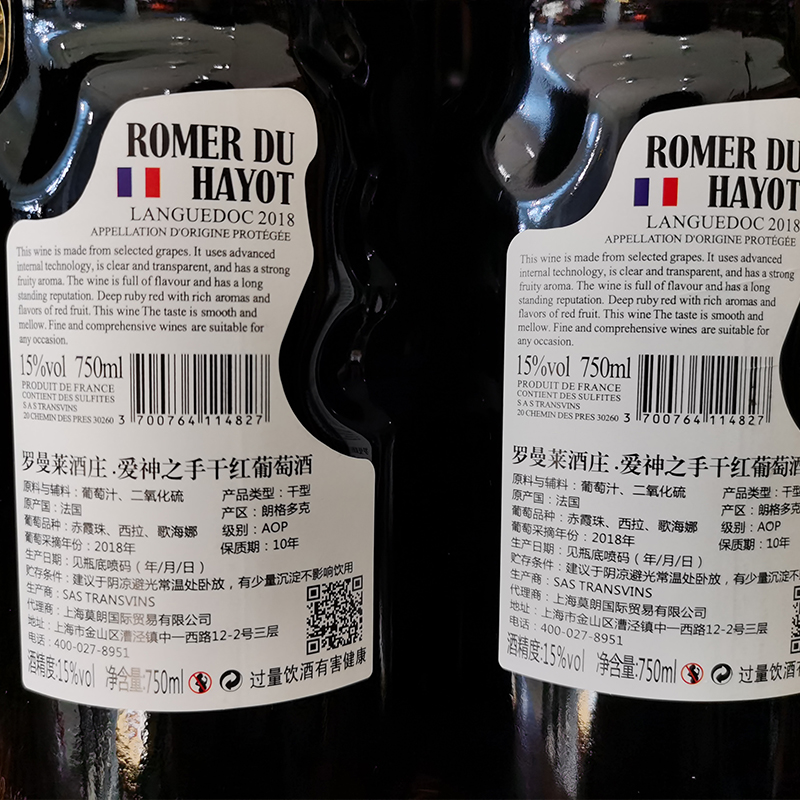 ROMER DU
HAYOT
LANGUEDOC 2018
APPELLATION D'ORIGINE PROTÉGÉE
This wine is made from selected grapes. It uses advanced
internal technology, is clear and transparent, and has a strong
fruity aroma. The wine is full of flavour and has a long
standing reputation. Deep ruby red with rich aromas and
flavors of red fruit. This wine The taste is smooth and
mellow. Fine and comprehensive wines are suitable for
any occasion.
15%vol 750ml
PRODUIT DE FRANCE
CONTIENT DES SULFITES
S A S TRANSVINS
20 CHEMIN DES PRES 30260
3 700764 114827
罗曼莱酒庄.爱神之手干红葡萄酒
原料与辅料：葡萄汁、二氧化硫 产品类型：干型
原产国：法国 产区：朗格多克
葡萄品种：赤霞珠、西拉、歌海娜 级别：AOP
葡萄采摘年份：2018年 保质期：10年
生产日期：见瓶底喷码（年/月/日）
贮存条件：建议于阴凉避光常温处卧放，有少量沉淀不影响饮用
生产商：SAS TRANSVINS
代理商：上海莫朗国际贸易有限公司
地址：上海市金山区漕泾镇中一西路12-2号三层
电话：400-027-8951
酒精度:15%vol 净含量:750ml 过量饮酒有害健康
ROMER DU
HAYOT
LANGUEDOC 2018
APPELLATION D'ORIGINE PROTÉGÉE
This wine is made from selected grapes. It uses advanced
internal technology, is clear and transparent, and has a strong
fruity aroma. The wine is full of flavour and has a long
standing reputation. Deep ruby red with rich aromas and
flavors of red fruit. This wine The taste is smooth and
mellow. Fine and comprehensive wines are suitable for
any occasion.
15%vol 750ml
PRODUIT DE FRANCE
CONTIENT DES SULFITES
S A S TRANSVINS
20 CHEMIN DES PRES 30260
3 700764 114827
罗曼莱酒庄.爱神之手干红葡萄酒
原料与辅料：葡萄汁、二氧化硫 产品类型：干型
原产国：法国 产区：朗格多克
葡萄品种：赤霞珠、西拉、歌海娜 级别：AOP
葡萄采摘年份：2018年 保质期：10年
生产日期：见瓶底喷码（年/月/日）
贮存条件：建议于阴凉避光常温处卧放，有少量沉淀不
生产商：SAS TRANSVINS
代理商：上海莫朗国际贸易有限公司
地址：上海市金山区漕泾镇中一西路12-2号三层
电话：400-027-8951
酒精度:15%vol 净含量:750ml 过量饮酒有害